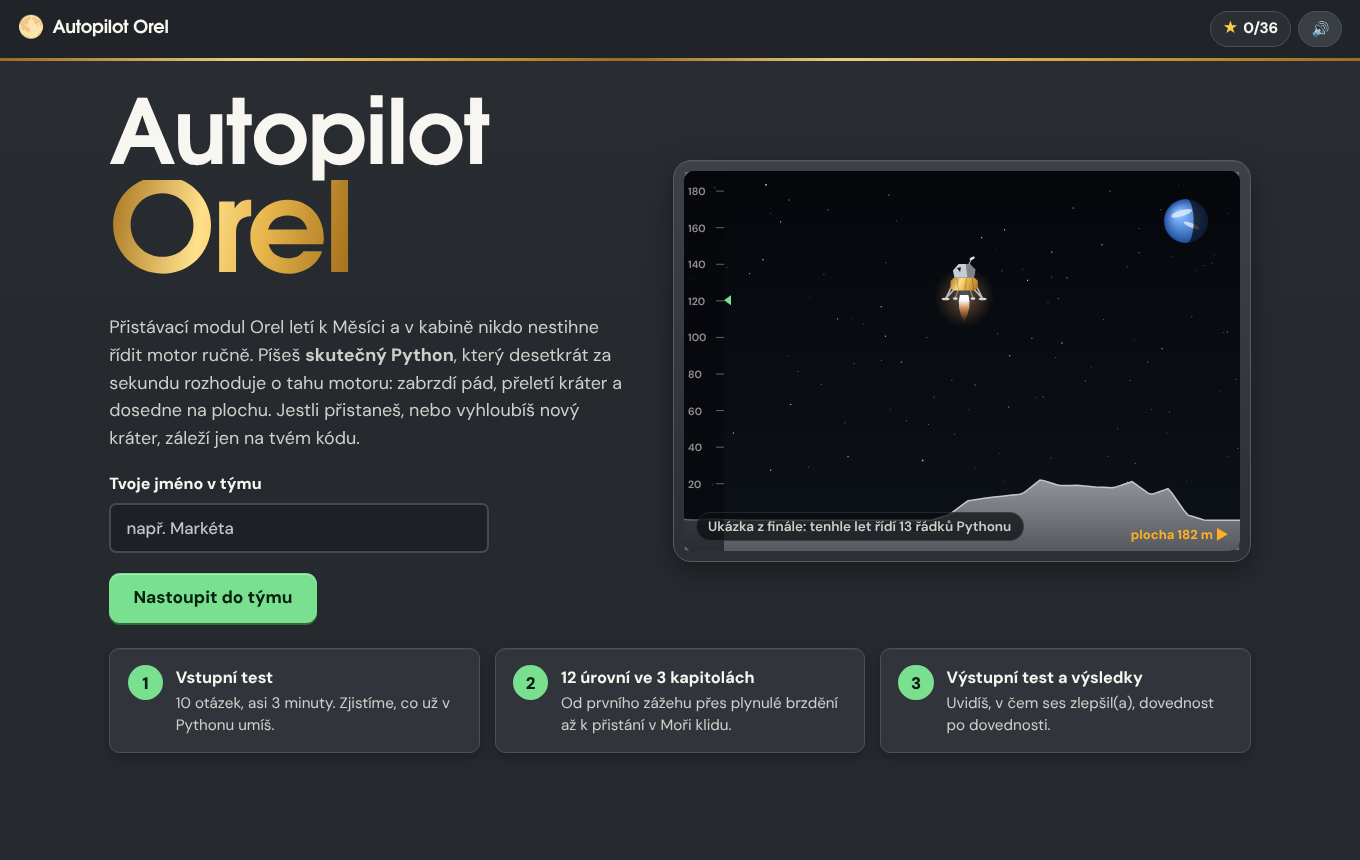 Autopilot Orel
★ 0/36
Autopilot
Orel
Přistávací modul Orel letí k Měsíci a v kabině nikdo nestihne
řídit motor ručně. Píšeš skutečný Python, který desetkrát za
sekundu rozhoduje o tahu motoru: zabrzdí pád, přeletí kráter a
dosedne na plochu. Jestli přistaneš, nebo vyhloubíš nový
kráter, záleží jen na tvém kódu.
Tvoje jméno v týmu
např. Markéta
Nastoupit do týmu
180
160
140
120
100
80
60
40
20
Ukázka z finále: tenhle let řídí 13 řádků Pythonu
plocha 182 m ▶
1
Vstupní test
10 otázek, asi 3 minuty. Zjistíme, co už v
Pythonu umíš.
2
12 úrovní ve 3 kapitolách
Od prvního zážehu přes plynulé brzdění
až k přistání v Moři klidu.
3
Výstupní test a výsledky
Uvidíš, v čem ses zlepšil(a), dovednost
po dovednosti.